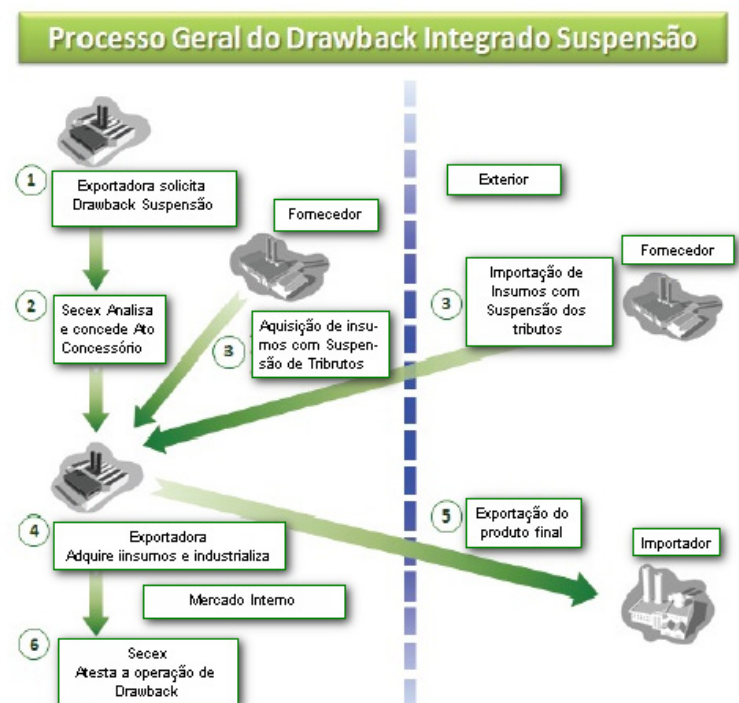 Processo Geral do Drawback Integrado Suspensão
1
Exportadora solicita
Drawback Suspensão
Fornecedor
Exterior
Fornecedor
2
Secex Analisa
e concede Ato
Concessório
3
Aquisição de insu-
mos com Suspen-
são de Tribututos
3
Importação de
Insumos com
Suspensão dos
tributos
4
Exportadora
Adquire iinsumos e industrializa
5
Exportação do
produto final
Importador
Mercado Interno
6
Secex
Atesta a operação de
Drawback